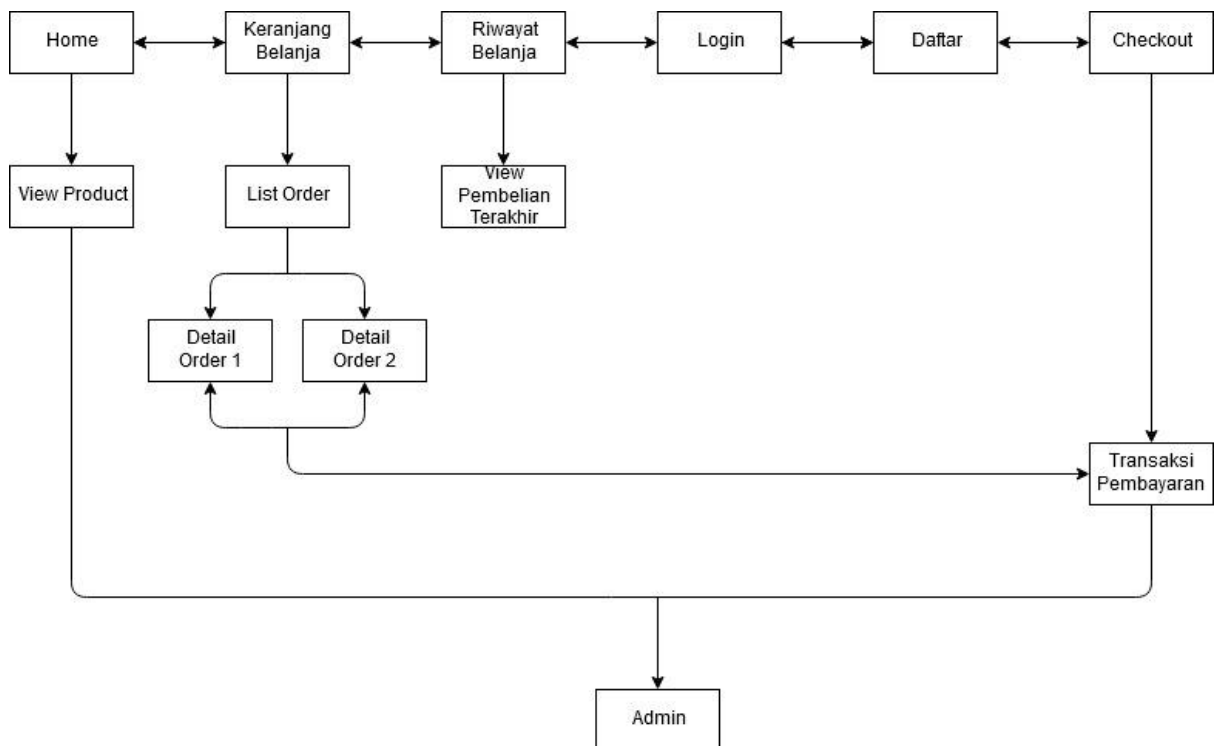 Home
Keranjang
Belanja
Riwayat
Belanja
Login
Daftar
Checkout
View Product
List Order
View
Pembelian
Terakhir
Detail
Order 1
Detail
Order 2
Transaksi
Pembayaran
Admin